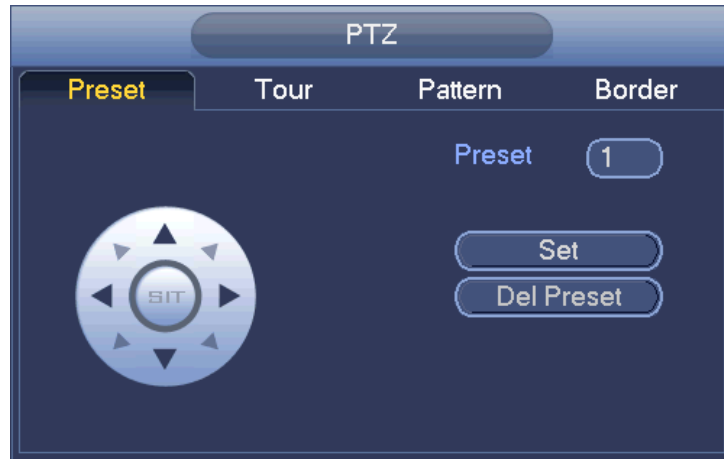 PTZ
Preset Tour Pattern Border
Preset 1
Set
SIT
Del Preset